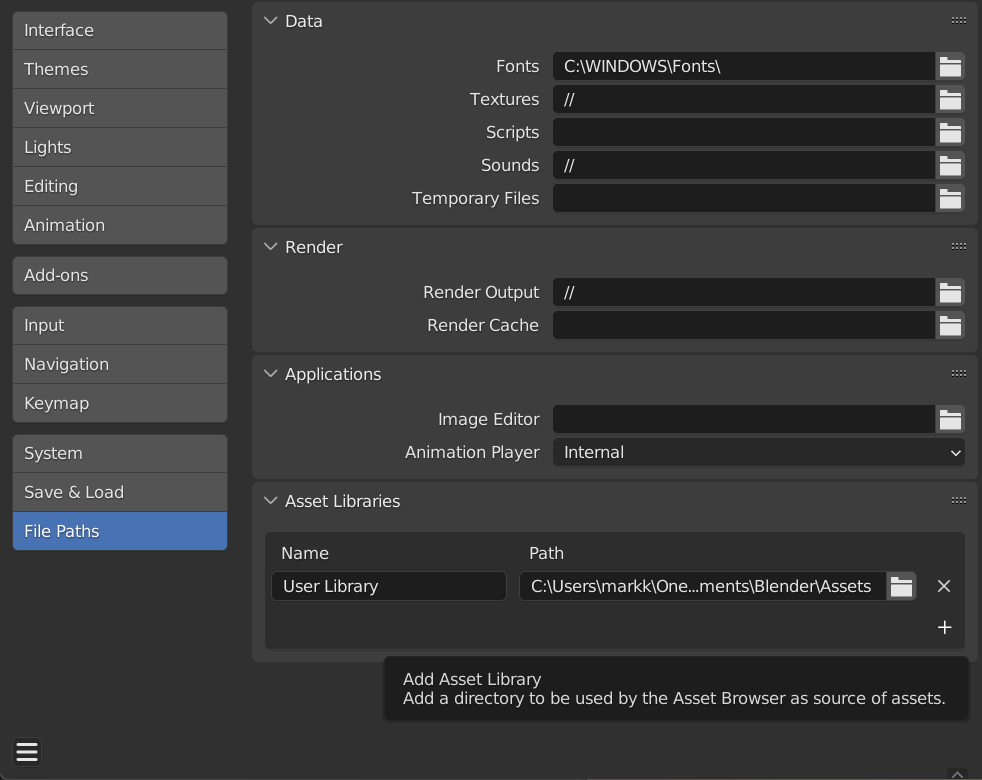 Interface
Themes
Viewport
Lights
Editing
Animation
Add-ons
Input
Navigation
Keymap
System
Save & Load
File Paths
Data
Fonts C:\WINDOWS\Fonts\
Textures //
Scripts
Sounds //
Temporary Files
Render
Render Output //
Render Cache
Applications
Image Editor
Animation Player Internal
Asset Libraries
Name Path
User Library C:\Users\markk\One...ments\Blender\Assets
Add Asset Library
Add a directory to be used by the Asset Browser as source of assets.